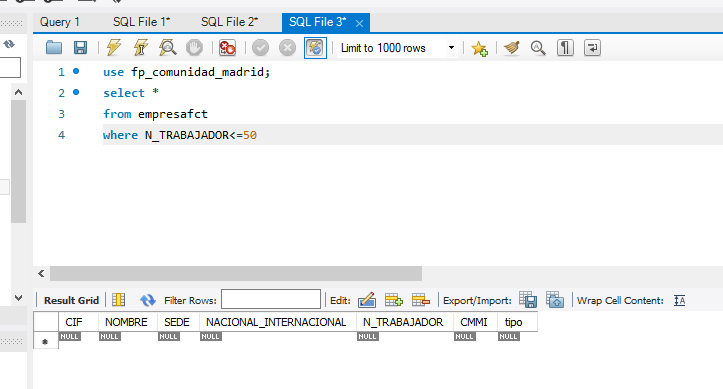 Query 1 SQL File 1* SQL File 2* SQL File 3*
Limit to 1000 rows
1 use fp_comunidad_madrid;
2 select *
3 from empresafct
4 where N_TRABAJADOR<=50
Result Grid Filter Rows: Edit: Export/Import: Wrap Cell Content:
CIF NOMBRE SEDE NACIONAL_INTERNACIONAL N_TRABAJADOR CMMI tipo
NULL NULL NULL NULL NULL NULL NULL